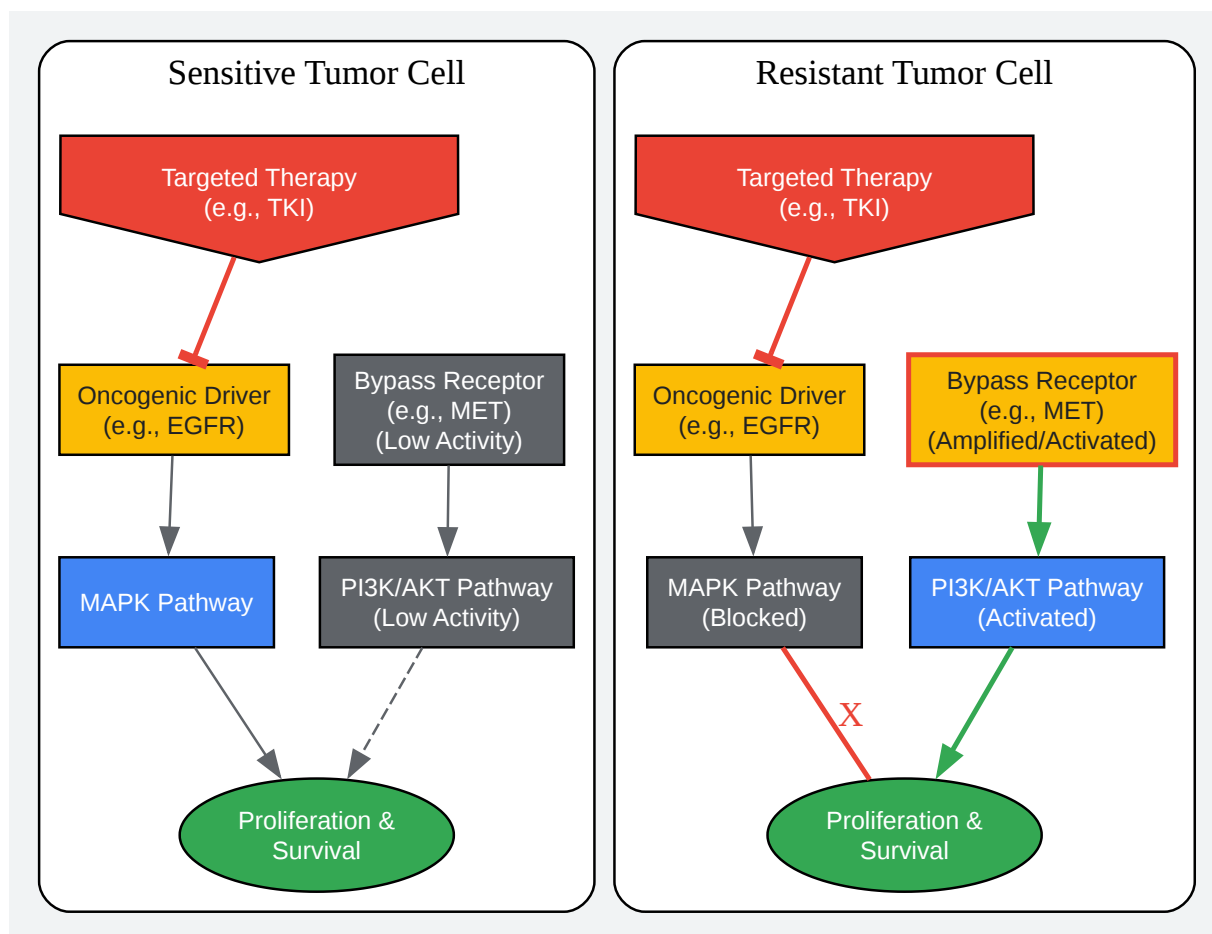 Sensitive Tumor Cell
Targeted Therapy
(e.g., TKI)
Oncogenic Driver
(e.g., EGFR)
Bypass Receptor
(e.g., MET)
(Low Activity)
MAPK Pathway
PI3K/AKT Pathway
(Low Activity)
Proliferation &
Survival
Resistant Tumor Cell
Targeted Therapy
(e.g., TKI)
Oncogenic Driver
(e.g., EGFR)
Bypass Receptor
(e.g., MET)
(Amplified/Activated)
MAPK Pathway
(Blocked)
PI3K/AKT Pathway
(Activated)
X
Proliferation &
Survival